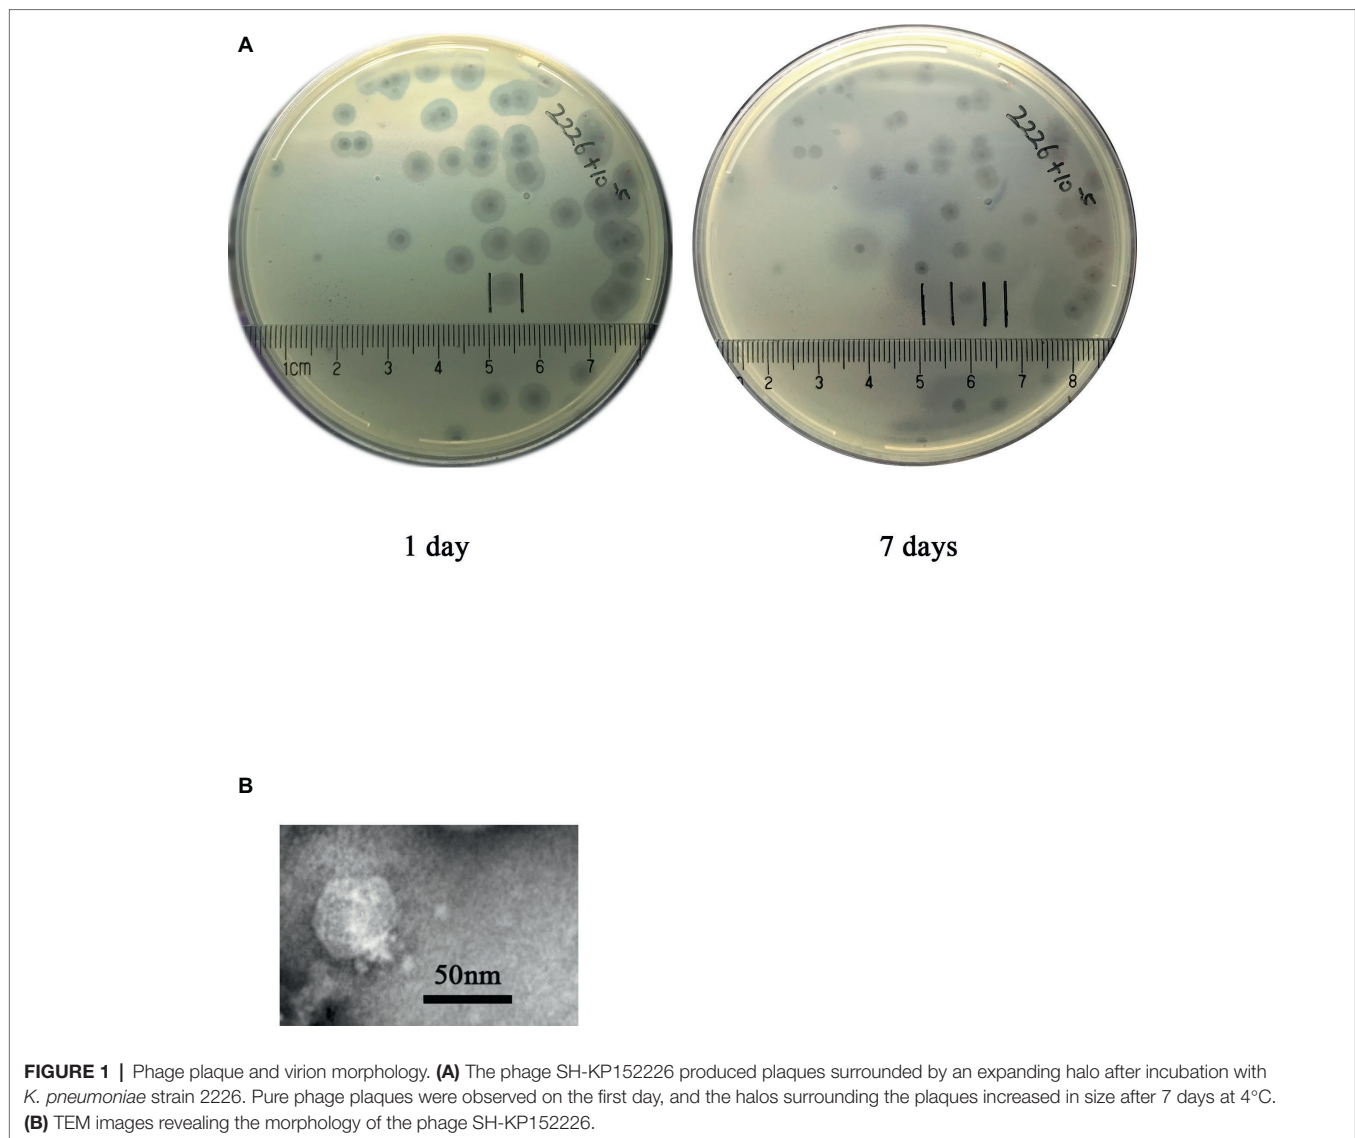 A
2226+10-5
2226+10-5
1cm 2 3 4 5 6 7
2 3 4 5 6 7 8
1 day
7 days
B
50nm
FIGURE 1 | Phage plaque and virion morphology. (A) The phage SH-KP152226 produced plaques surrounded by an expanding halo after incubation with
K. pneumoniae strain 2226. Pure phage plaques were observed on the first day, and the halos surrounding the plaques increased in size after 7 days at 4°C.
(B) TEM images revealing the morphology of the phage SH-KP152226.